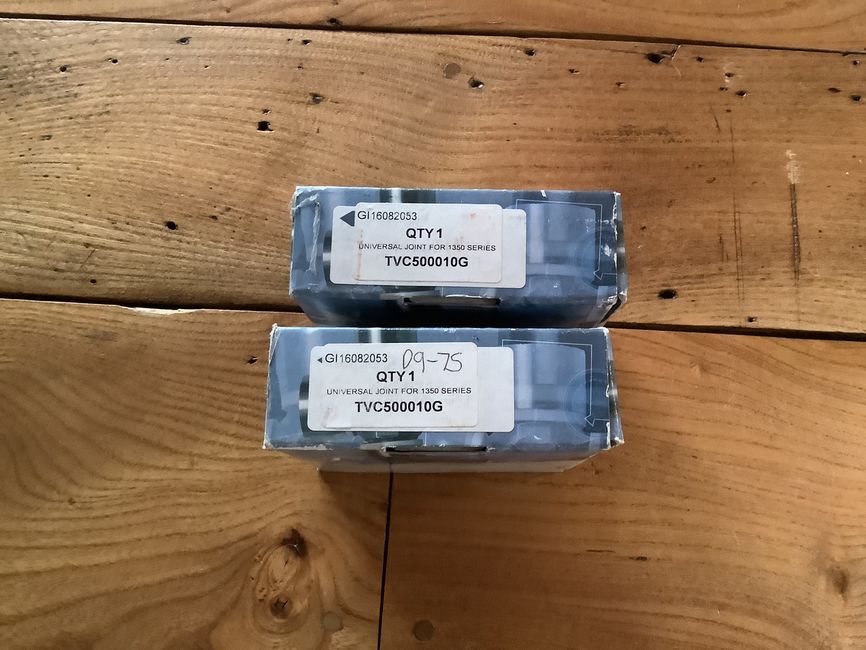 GI16082053
QTY 1
UNIVERSAL JOINT FOR 1350 SERIES
TVC500010G
GI16082053 D9-75
QTY 1
UNIVERSAL JOINT FOR 1350 SERIES
TVC500010G